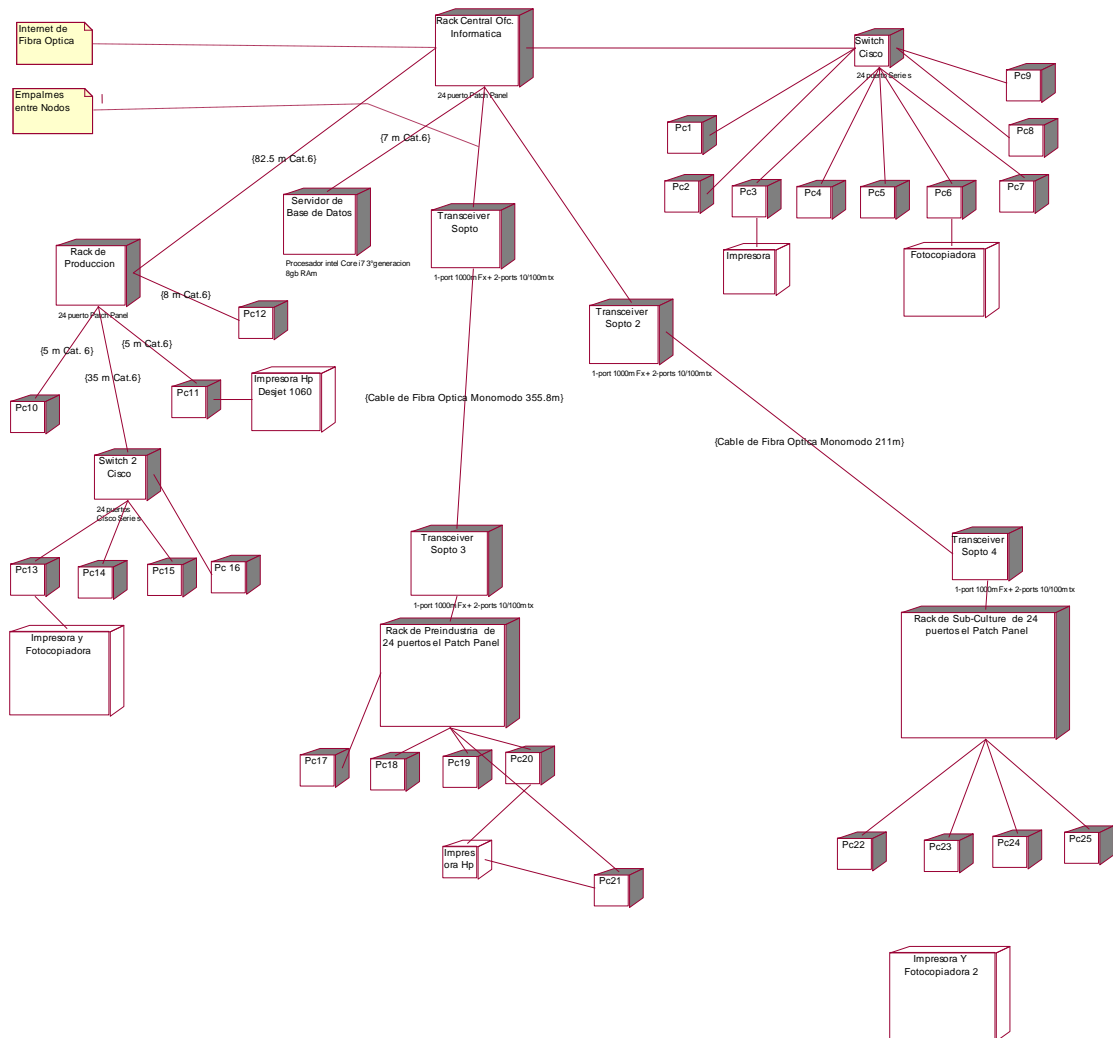 Internet de
Fibra Optica
Rack Central Ofc.
Informatica
24 puerto Patch Panel
Switch
Cisco
24 puerto Series
Pc9
Empalmes
entre Nodos
Pc1
Pc8
{7 m Cat.6}
{82.5 m Cat.6}
Pc2
Pc3
Pc4
Pc5
Pc6
Pc7
Servidor de
Base de Datos
Procesador intel Core i7 3°generacion
8gb RAm
Transceiver
Sopto
1-port 1000m Fx + 2-ports 10/100m tx
Impresora
Fotocopiadora
Rack de
Produccion
24 puerto Patch Panel
{8 m Cat.6}
Pc12
Transceiver
Sopto 2
1-port 1000m Fx + 2-ports 10/100m tx
{5 m Cat. 6}
{5 m Cat.6}
{35 m Cat.6}
Pc10
Pc11
Impresora Hp
Desjet 1060
{Cable de Fibra Optica Monomodo 355.8m}
{Cable de Fibra Optica Monomodo 211m}
Switch 2
Cisco
24 puertos
Cisco Series
Pc13
Pc14
Pc15
Pc 16
Transceiver
Sopto 3
1-port 1000m Fx + 2-ports 10/100m tx
Transceiver
Sopto 4
1-port 1000m Fx + 2-ports 10/100m tx
Impresora y
Fotocopiadora
Rack de Preindustria de
24 puertos el Patch Panel
Rack de Sub-Culture de 24
puertos el Patch Panel
Pc17
Pc18
Pc19
Pc20
Impres
ora Hp
Pc21
Pc22
Pc23
Pc24
Pc25
Impresora Y
Fotocopiadora 2